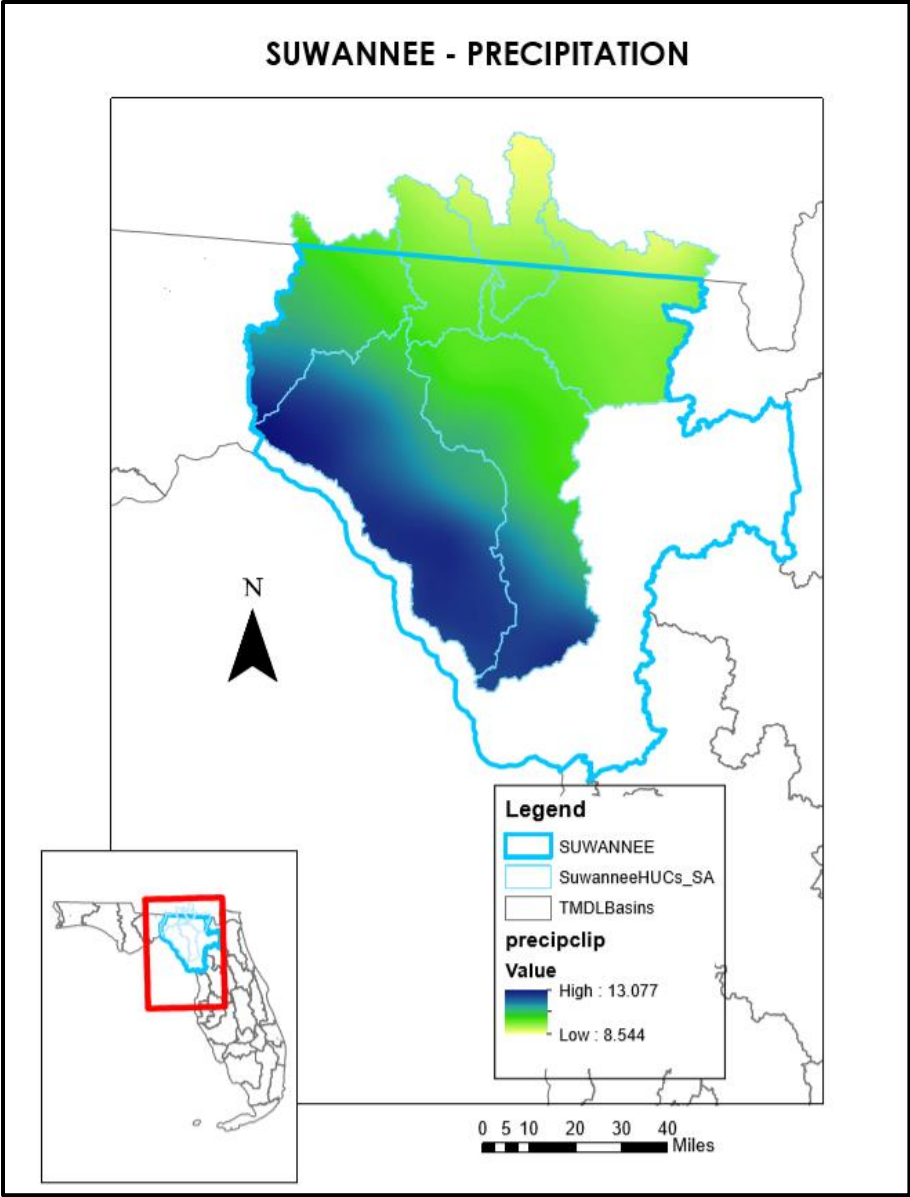 SUWANNEE - PRECIPITATION
N
Legend
SUWANNEE
SuwanneeHUCs_SA
TMDLBasins
precipclip
Value
High : 13.077
Low : 8.544
0 5 10 20 30 40
Miles